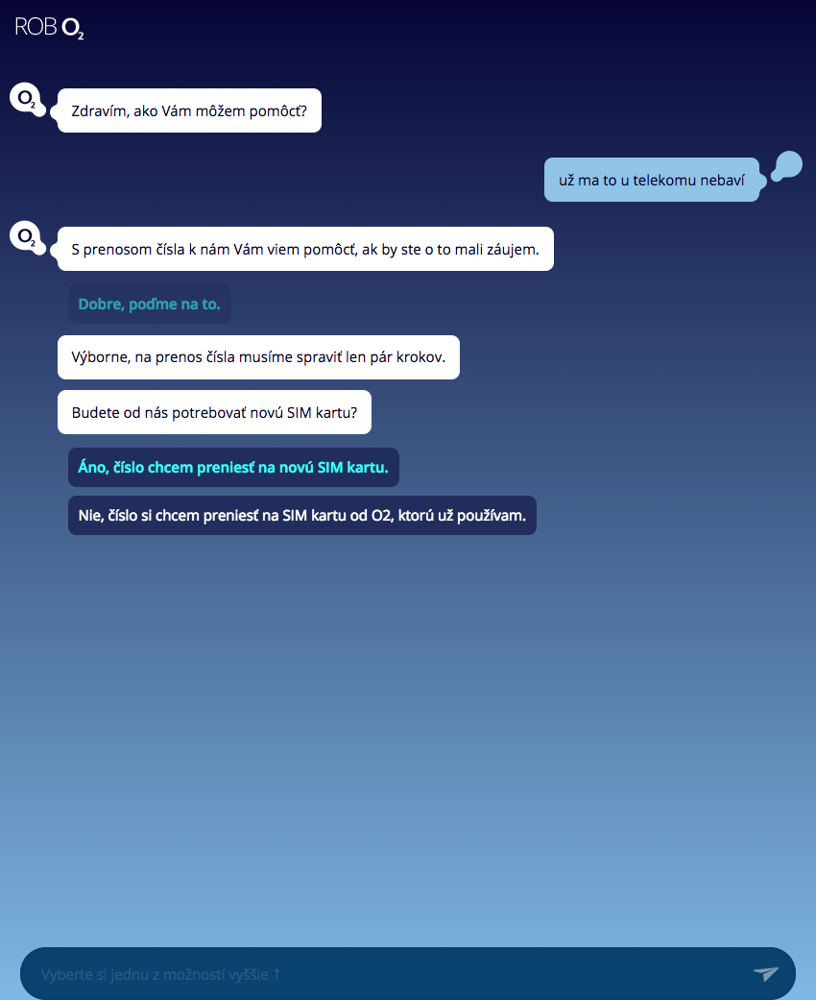 ROB O2
O2
Zdravím, ako Vám môžem pomôcť?
už ma to u telekomu nebaví
O2
S prenosom čísla k nám Vám viem pomôcť, ak by ste o to mali záujem.
Dobre, poďme na to.
Výborne, na prenos čísla musíme spraviť len pár krokov.
Budete od nás potrebovať novú SIM kartu?
Áno, číslo chcem preniesť na novú SIM kartu.
Nie, číslo si chcem preniesť na SIM kartu od O2, ktorú už používam.
Vyberte si jednu z možností vyššie ↑